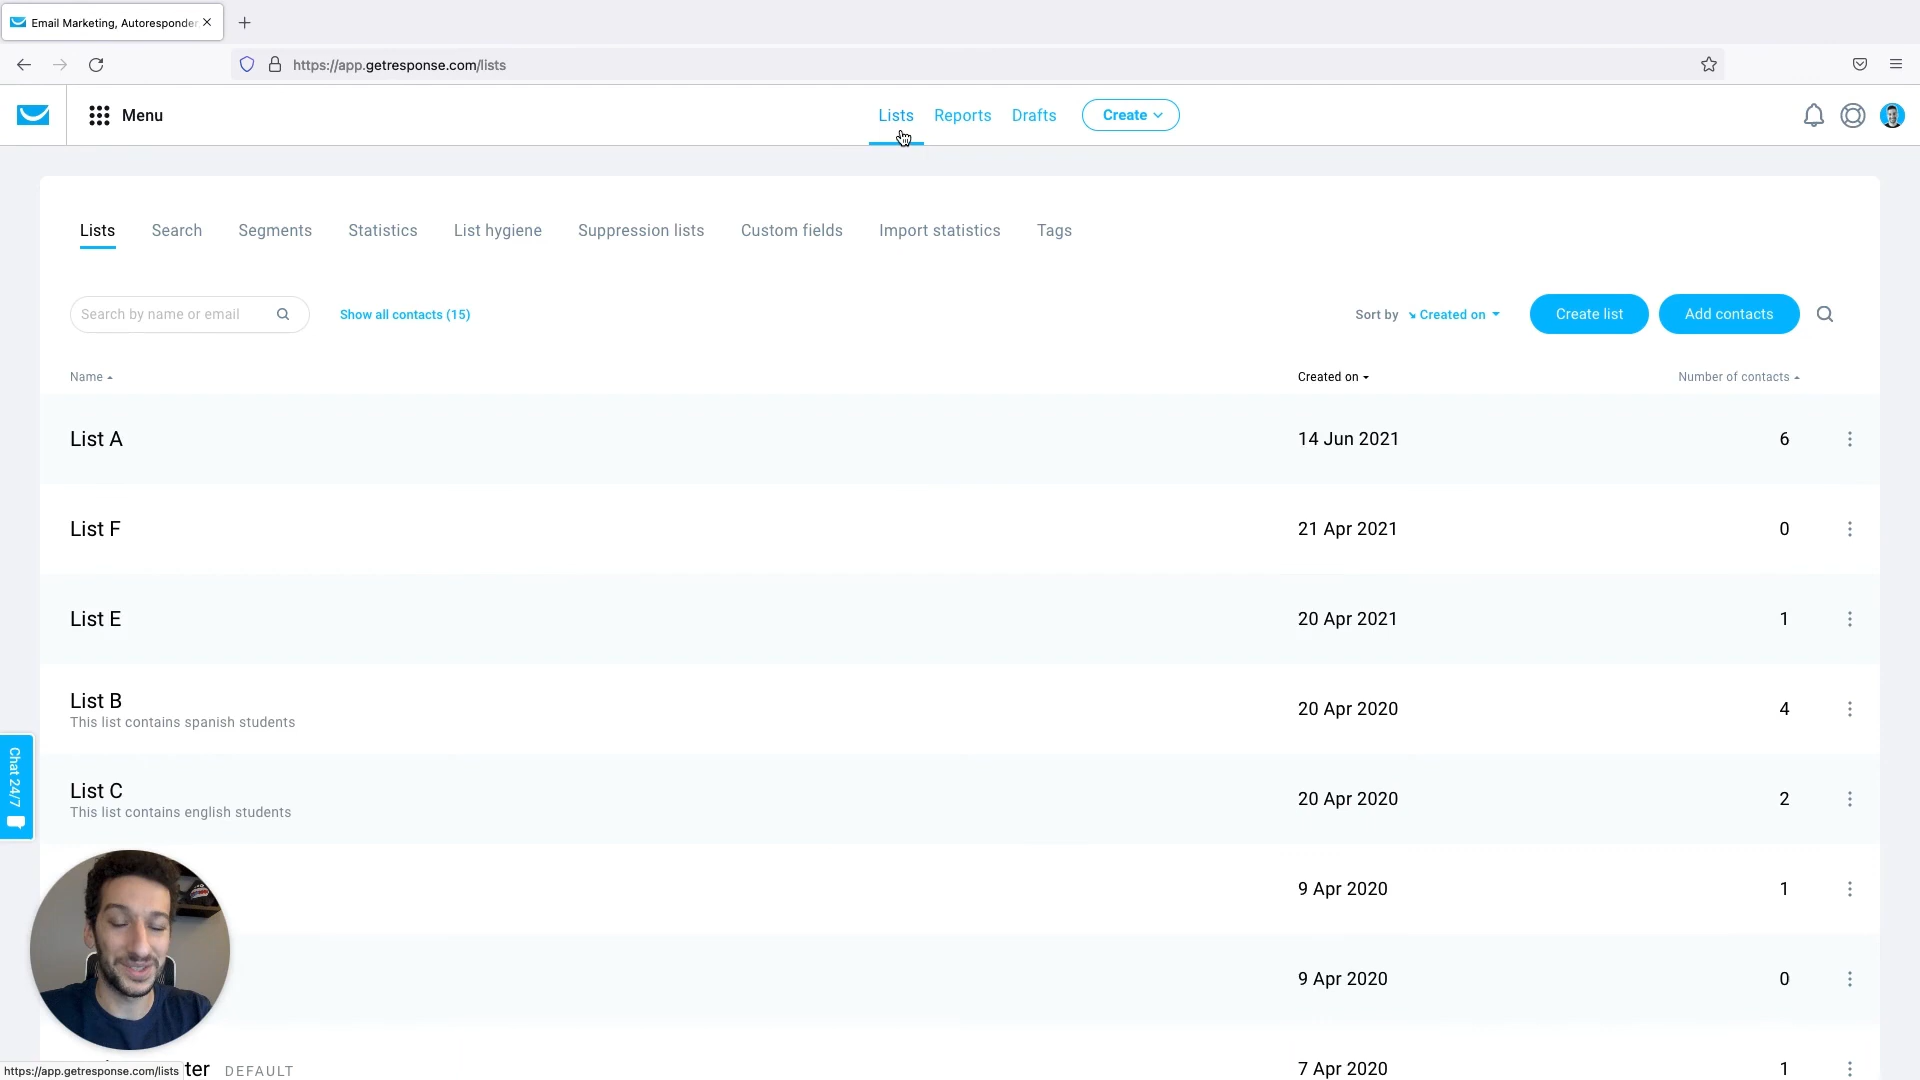 Email Marketing, Autoresponder
https://app.getresponse.com/lists
Menu
Lists
Reports
Drafts
Create
Lists
Search
Segments
Statistics
List hygiene
Suppression lists
Custom fields
Import statistics
Tags
Search by name or email
Show all contacts (15)
Sort by
Created on
Create list
Add contacts
Name
Created on
Number of contacts
List A
14 Jun 2021
6
List F
21 Apr 2021
0
List E
20 Apr 2021
1
List B
This list contains spanish students
20 Apr 2020
4
List C
This list contains english students
20 Apr 2020
2
Chat 24/7
9 Apr 2020
1
9 Apr 2020
0
ter
DEFAULT
7 Apr 2020
1
https://app.getresponse.com/lists